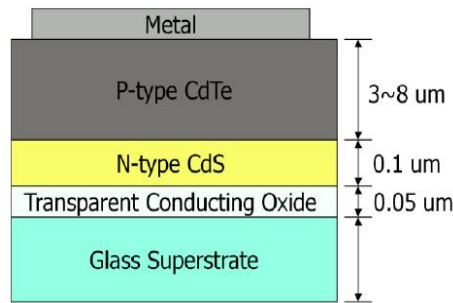 Metal
P-type CdTe
3~8 um
N-type CdS
0.1 um
Transparent Conducting Oxide
0.05 um
Glass Superstrate